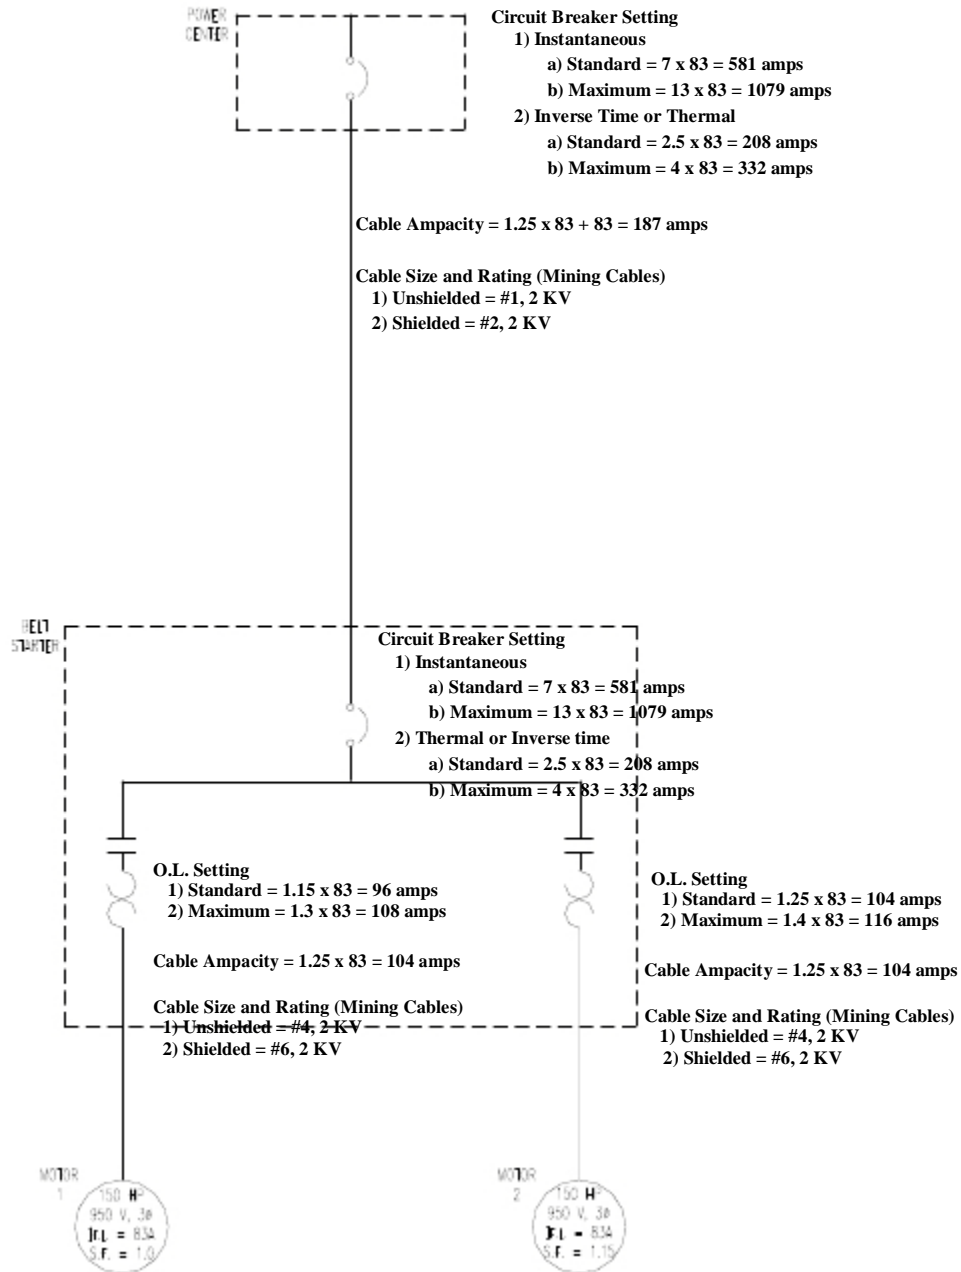 POWER
CENTER
Circuit Breaker Setting
1) Instantaneous
a) Standard = 7 x 83 = 581 amps
b) Maximum = 13 x 83 = 1079 amps
2) Inverse Time or Thermal
a) Standard = 2.5 x 83 = 208 amps
b) Maximum = 4 x 83 = 332 amps
Cable Ampacity = 1.25 x 83 + 83 = 187 amps
Cable Size and Rating (Mining Cables)
1) Unshielded = #1, 2 KV
2) Shielded = #2, 2 KV
BELT
STARTER
Circuit Breaker Setting
1) Instantaneous
a) Standard = 7 x 83 = 581 amps
b) Maximum = 13 x 83 = 1079 amps
2) Thermal or Inverse time
a) Standard = 2.5 x 83 = 208 amps
b) Maximum = 4 x 83 = 332 amps
O.L. Setting
1) Standard = 1.15 x 83 = 96 amps
2) Maximum = 1.3 x 83 = 108 amps
Cable Ampacity = 1.25 x 83 = 104 amps
Cable Size and Rating (Mining Cables)
1) Unshielded = #4, 2 KV
2) Shielded = #6, 2 KV
O.L. Setting
1) Standard = 1.25 x 83 = 104 amps
2) Maximum = 1.4 x 83 = 116 amps
Cable Ampacity = 1.25 x 83 = 104 amps
Cable Size and Rating (Mining Cables)
1) Unshielded = #4, 2 KV
2) Shielded = #6, 2 KV
MOTOR
1
150 HP
950 V, 3ø
F.L = 83A
S.F. = 1.0
MOTOR
2
150 HP
950 V, 3ø
F.L = 83A
S.F. = 1.15